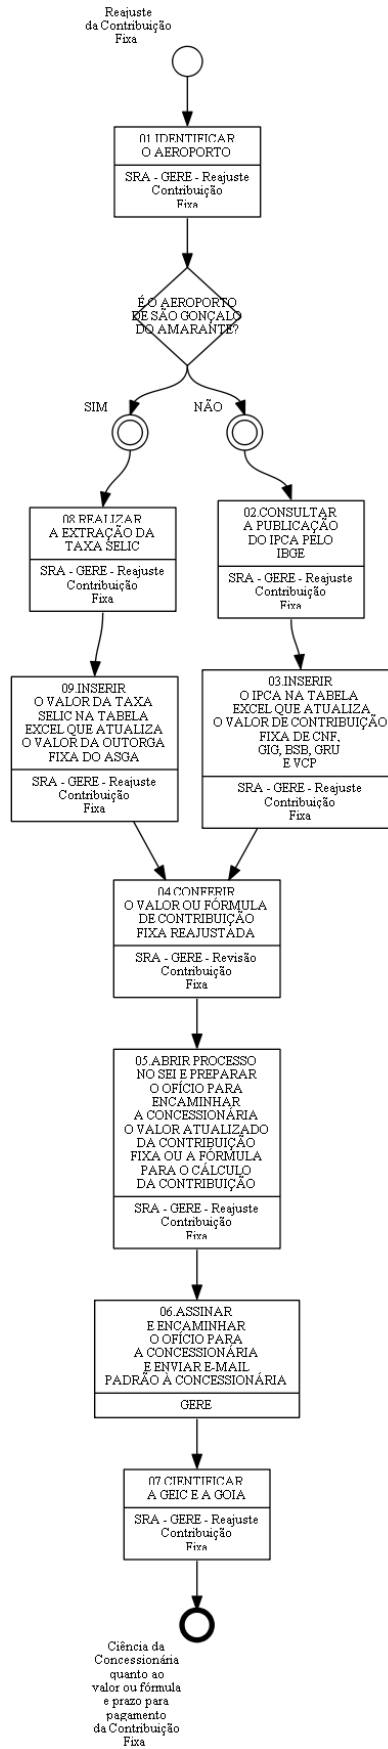 Reajuste
da Contribuição
Fixa
01.IDENTIFICAR
O AEROPORTO
SRA - GERE - Reajuste
Contribuição
Fixa
É O AEROPORTO
DE SÃO GONÇALO
DO AMARANTE?
SIM
NÃO
08.REALIZAR
A EXTRAÇÃO DA
TAXA SELIC
SRA - GERE - Reajuste
Contribuição
Fixa
02.CONSULTAR
A PUBLICAÇÃO
DO IPCA PELO
IBGE
SRA - GERE - Reajuste
Contribuição
Fixa
09.INSERIR
O VALOR DA TAXA
SELIC NA TABELA
EXCEL QUE ATUALIZA
O VALOR DA OUTORGA
FIXA DO ASGA
SRA - GERE - Reajuste
Contribuição
Fixa
03.INSERIR
O IPCA NA TABELA
EXCEL QUE ATUALIZA
O VALOR DE CONTRIBUIÇÃO
FIXA DE CNF,
GIG, BSB, GRU
E VCP
SRA - GERE - Reajuste
Contribuição
Fixa
04.CONFERIR
O VALOR OU FÓRMULA
DE CONTRIBUIÇÃO
FIXA REAJUSTADA
SRA - GERE - Revisão
Contribuição
Fixa
05.ABRIR PROCESSO
NO SEI E PREPARAR
O OFÍCIO PARA
ENCAMINHAR
A CONCESSIONÁRIA
O VALOR ATUALIZADO
DA CONTRIBUIÇÃO
FIXA OU A FÓRMULA
PARA O CÁLCULO
DA CONTRIBUIÇÃO
SRA - GERE - Reajuste
Contribuição
Fixa
06.ASSINAR
E ENCAMINHAR
O OFÍCIO PARA
A CONCESSIONÁRIA
E ENVIAR E-MAIL
PADRÃO À CONCESSIONÁRIA
GERE
07.CIENTIFICAR
A GEIC E A GOIA
SRA - GERE - Reajuste
Contribuição
Fixa
Ciência da
Concessionária
quanto ao
valor ou fórmula
e prazo para
pagamento
da Contribuição
Fixa